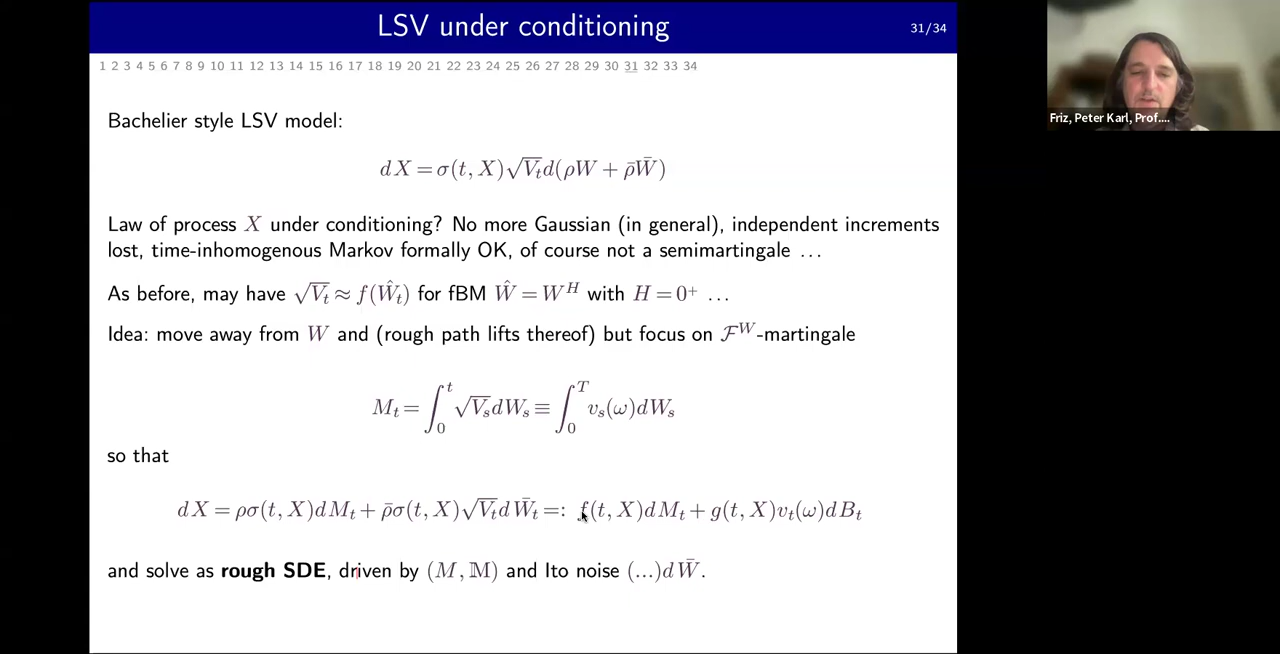 LSV under conditioning
31/34
1 2 3 4 5 6 7 8 9 10 11 12 13 14 15 16 17 18 19 20 21 22 23 24 25 26 27 28 29 30 31 32 33 34
Friz, Peter Karl, Prof....
Bachelier style LSV model:
dX = σ(t, X)√V_t d(ρW + ρ̄W̄)
Law of process X under conditioning? No more Gaussian (in general), independent increments
lost, time-inhomogenous Markov formally OK, of course not a semimartingale ...
As before, may have √V_t ≈ f(Ŵ_t) for fBM Ŵ = W^H with H = 0⁺ ...
Idea: move away from W and (rough path lifts thereof) but focus on ℱ^W-martingale
M_t = ∫_0^t √V_s dW_s ≡ ∫_0^T v_s(ω)dW_s
so that
dX = ρσ(t, X)dM_t + ρ̄σ(t, X)√V_t dW̄_t =: f(t, X)dM_t + g(t, X)v_t(ω)dB_t
and solve as rough SDE, driven by (M, 𝕄) and Ito noise (...)dW̄.